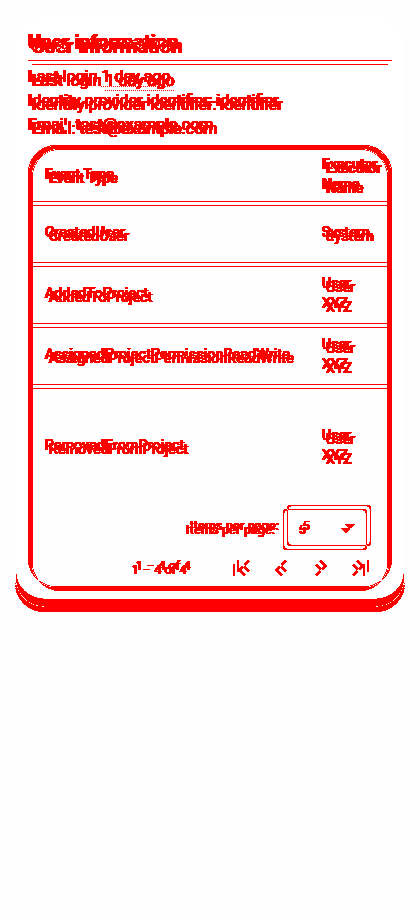 User information
Last login 1 day ago
Identity provider identifier: identifier
Email: test@example.com
Event Type
Executor
Name
CreatedUser
System
AddedToProject
User
XYZ
AssignedProjectPermissionReadWrite
User
XYZ
RemovedFromProject
User
XYZ
Items per page: 5
1 – 4 of 4